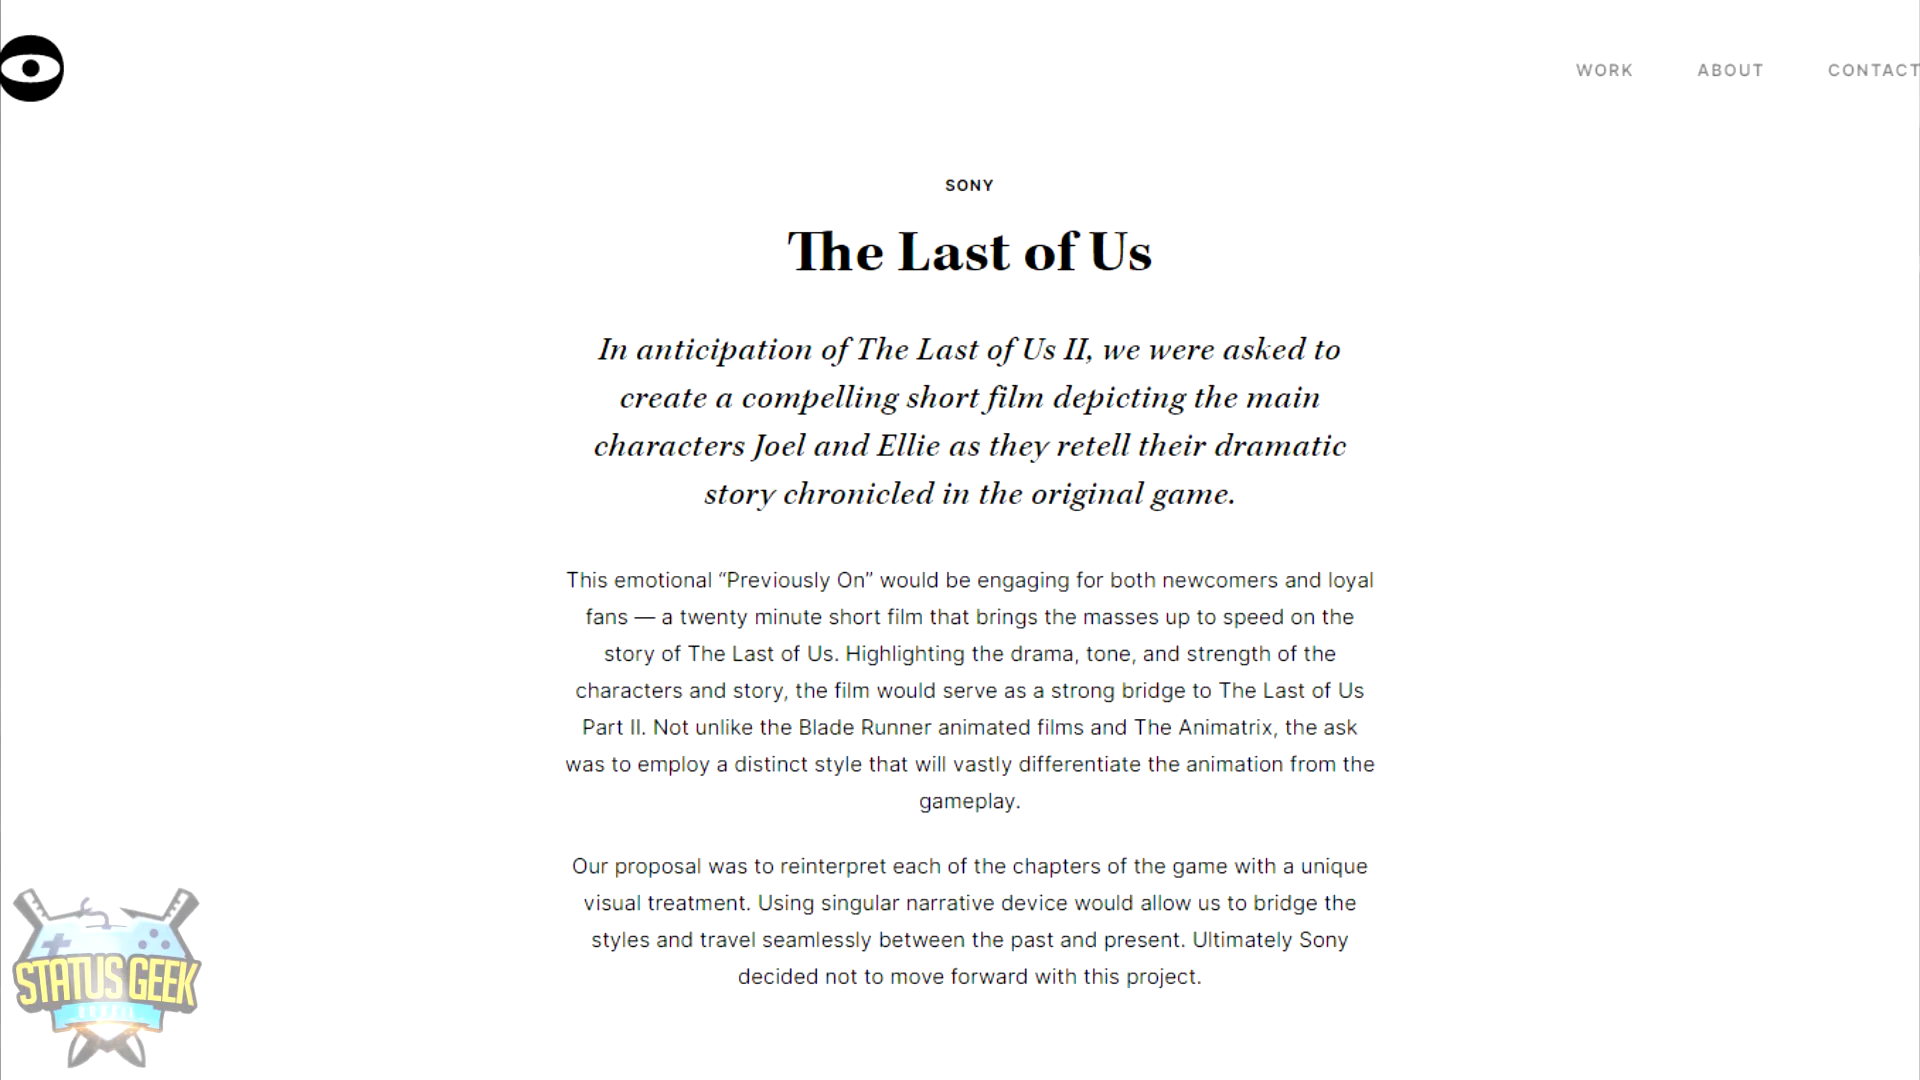 WORK ABOUT CONTACT
SONY
The Last of Us
In anticipation of The Last of Us II, we were asked to
create a compelling short film depicting the main
characters Joel and Ellie as they retell their dramatic
story chronicled in the original game.
This emotional “Previously On” would be engaging for both newcomers and loyal
fans — a twenty minute short film that brings the masses up to speed on the
story of The Last of Us. Highlighting the drama, tone, and strength of the
characters and story, the film would serve as a strong bridge to The Last of Us
Part II. Not unlike the Blade Runner animated films and The Animatrix, the ask
was to employ a distinct style that will vastly differentiate the animation from the
gameplay.
Our proposal was to reinterpret each of the chapters of the game with a unique
visual treatment. Using singular narrative device would allow us to bridge the
styles and travel seamlessly between the past and present. Ultimately Sony
decided not to move forward with this project.
STATUS GEEK